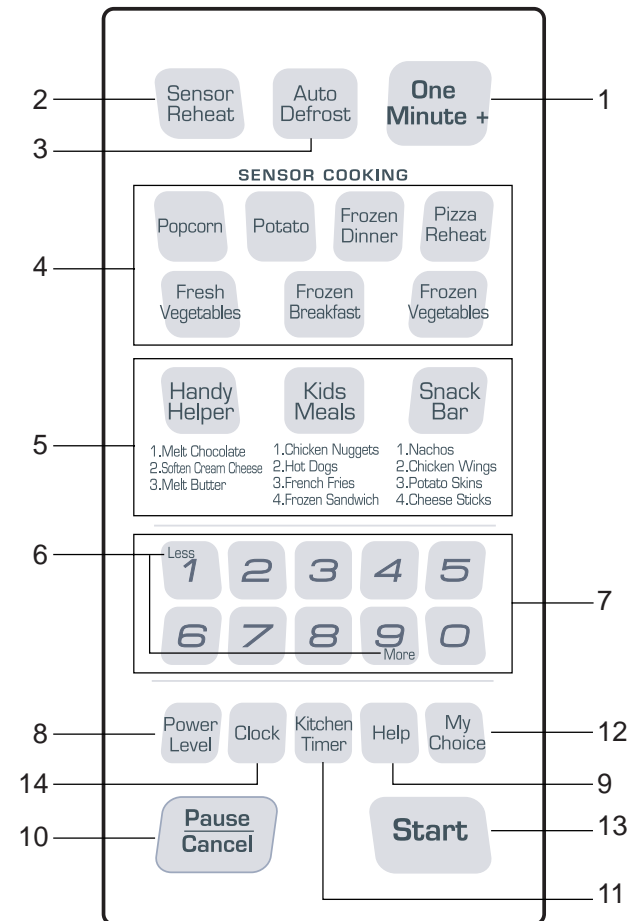 Sensor
Reheat
Auto
Defrost
One
Minute +
2
1
3
SENSOR COOKING
Popcorn
Potato
Frozen
Dinner
Pizza
Reheat
4
Fresh
Vegetables
Frozen
Breakfast
Frozen
Vegetables
Handy
Helper
Kids
Meals
Snack
Bar
5
1.Melt Chocolate
2.Soften Cream Cheese
3.Melt Butter
1.Chicken Nuggets
2.Hot Dogs
3.French Fries
4.Frozen Sandwich
1.Nachos
2.Chicken Wings
3.Potato Skins
4.Cheese Sticks
6
Less
1 2 3 4 5
7
6 7 8 9 0
More
8
Power
Level
Clock
Kitchen
Timer
Help
My
Choice
12
14
9
10
Pause
Cancel
Start
13
11